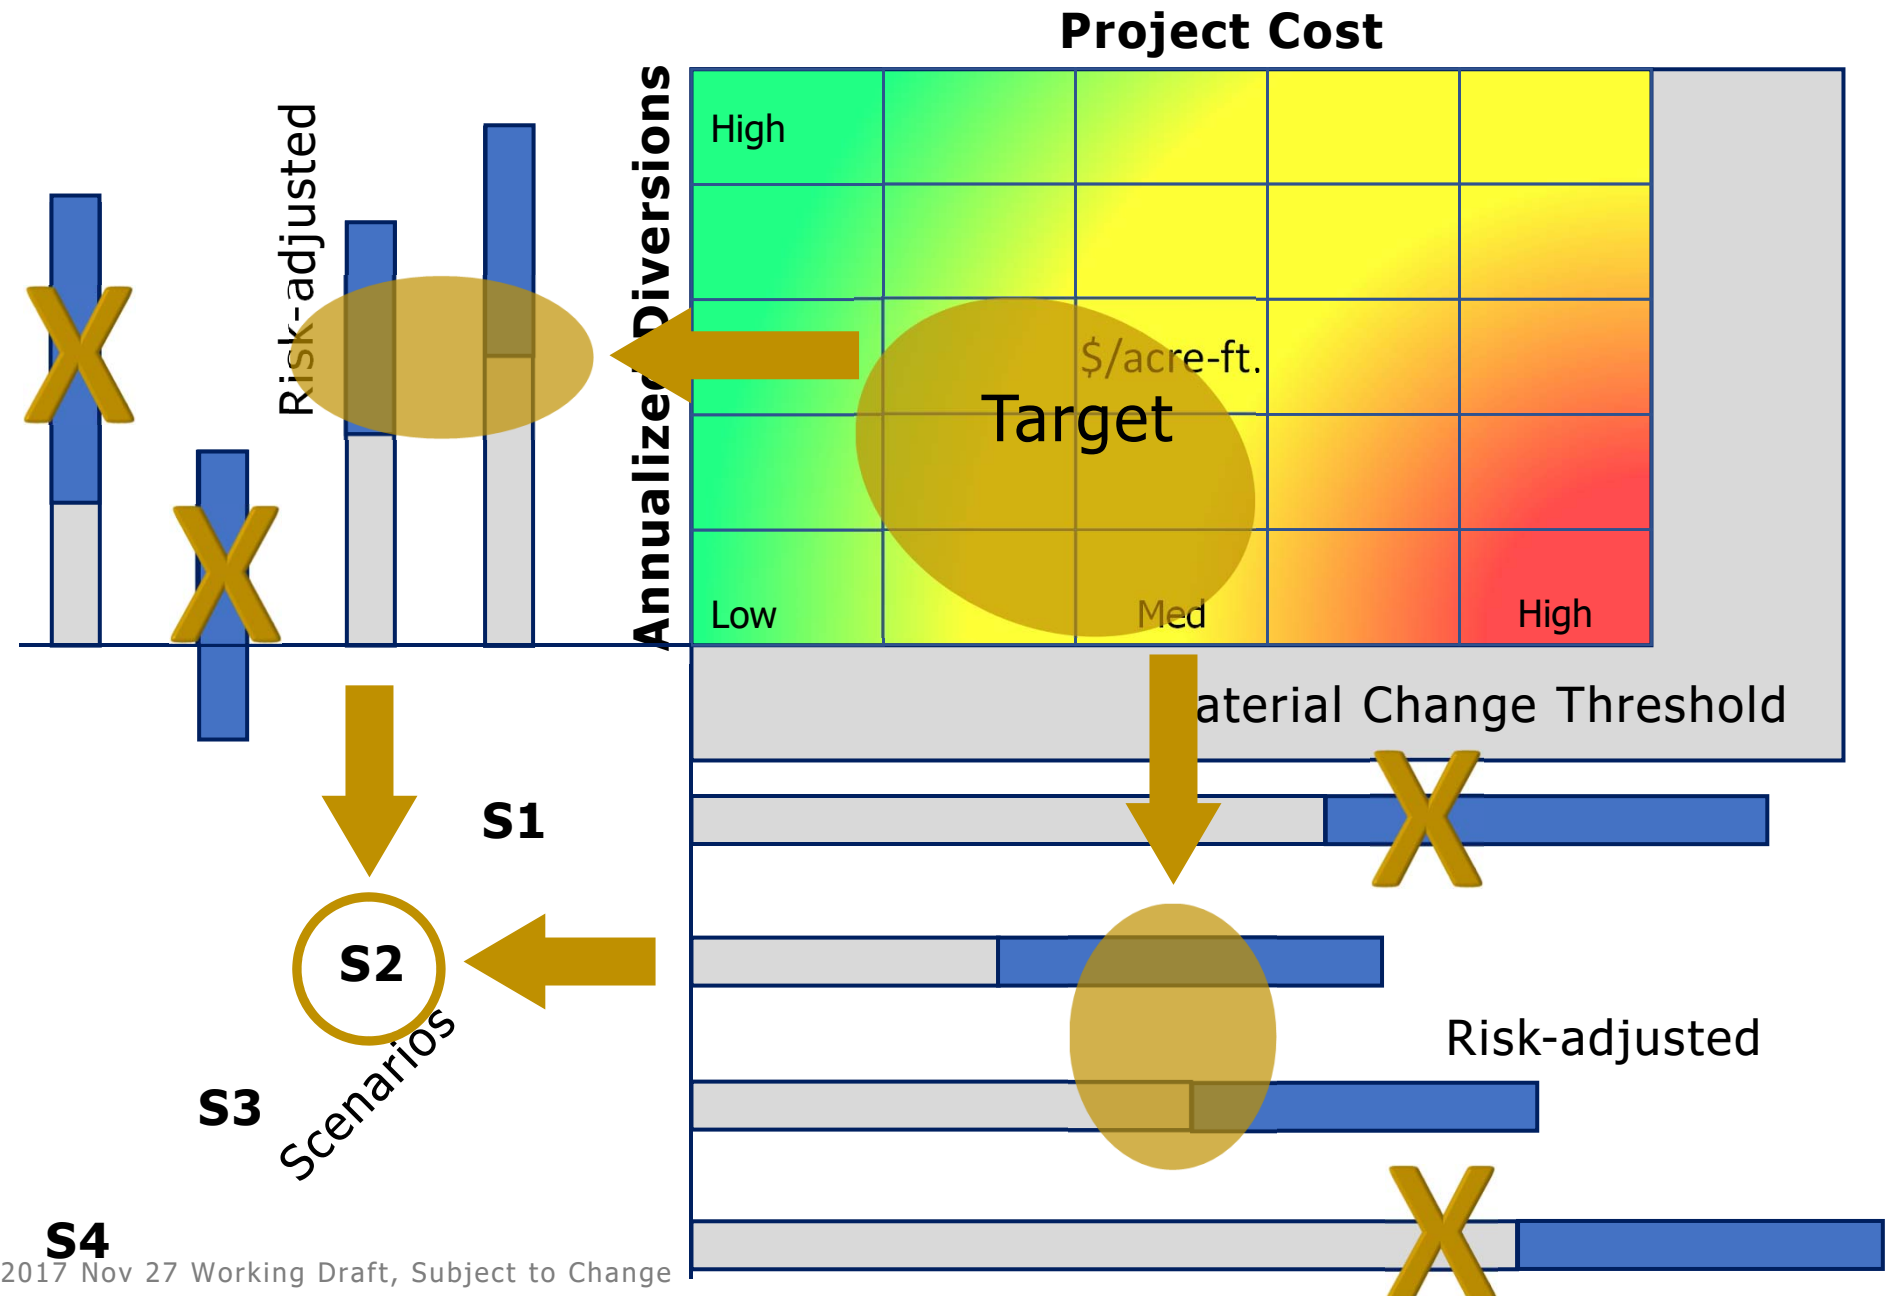 Project Cost
Annualized Diversions
Risk-adjusted
High
$/acre-ft.
Target
Low
Med
High
aterial Change Threshold
S1
S2
Scenarios
Risk-adjusted
S3
S4
2017 Nov 27 Working Draft, Subject to Change